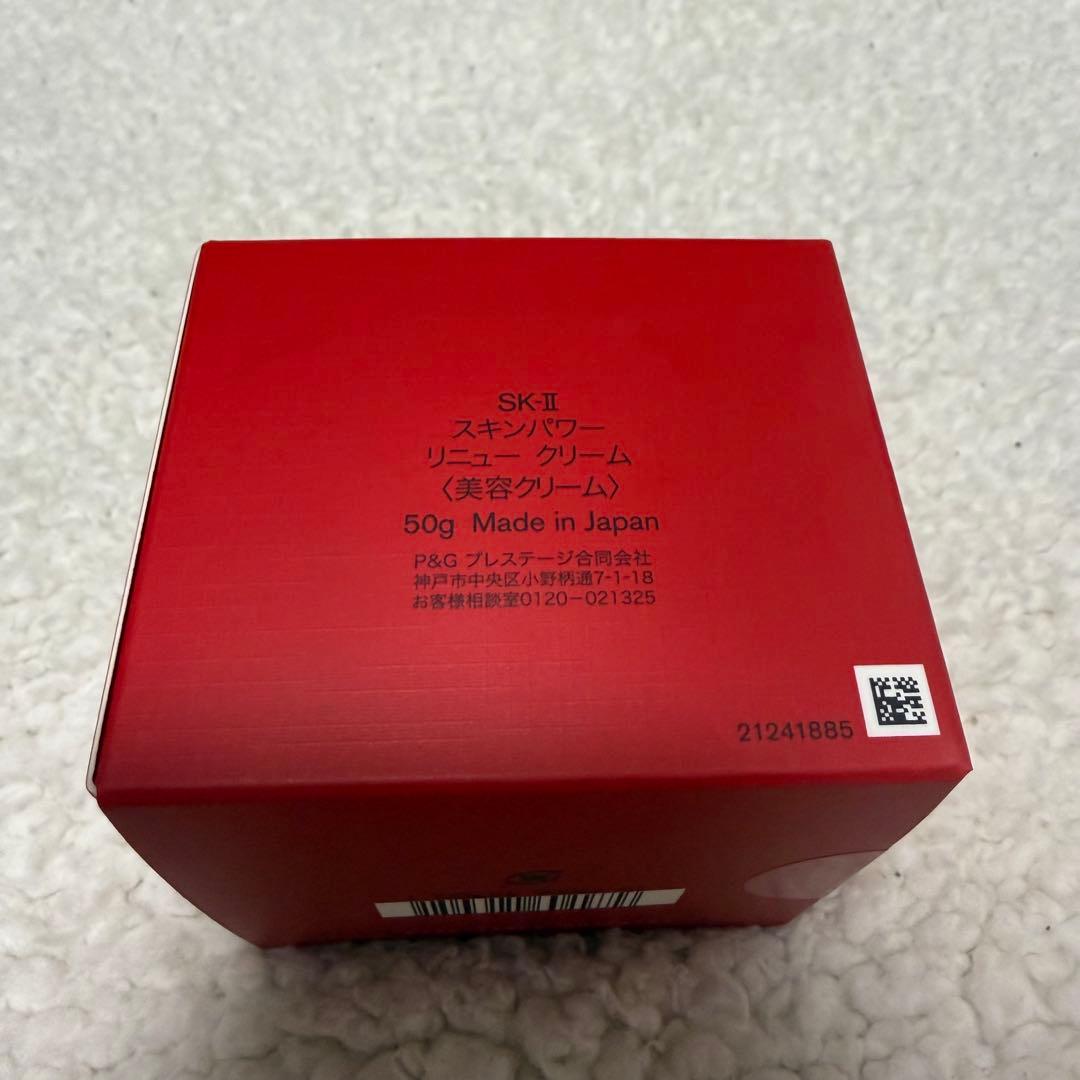 SK-Ⅱ
スキンパワー
リニュー クリーム
〈美容クリーム〉
50g Made in Japan
P&G プレステージ合同会社
神戸市中央区小野柄通7-1-18
お客様相談室0120-021325
21241885